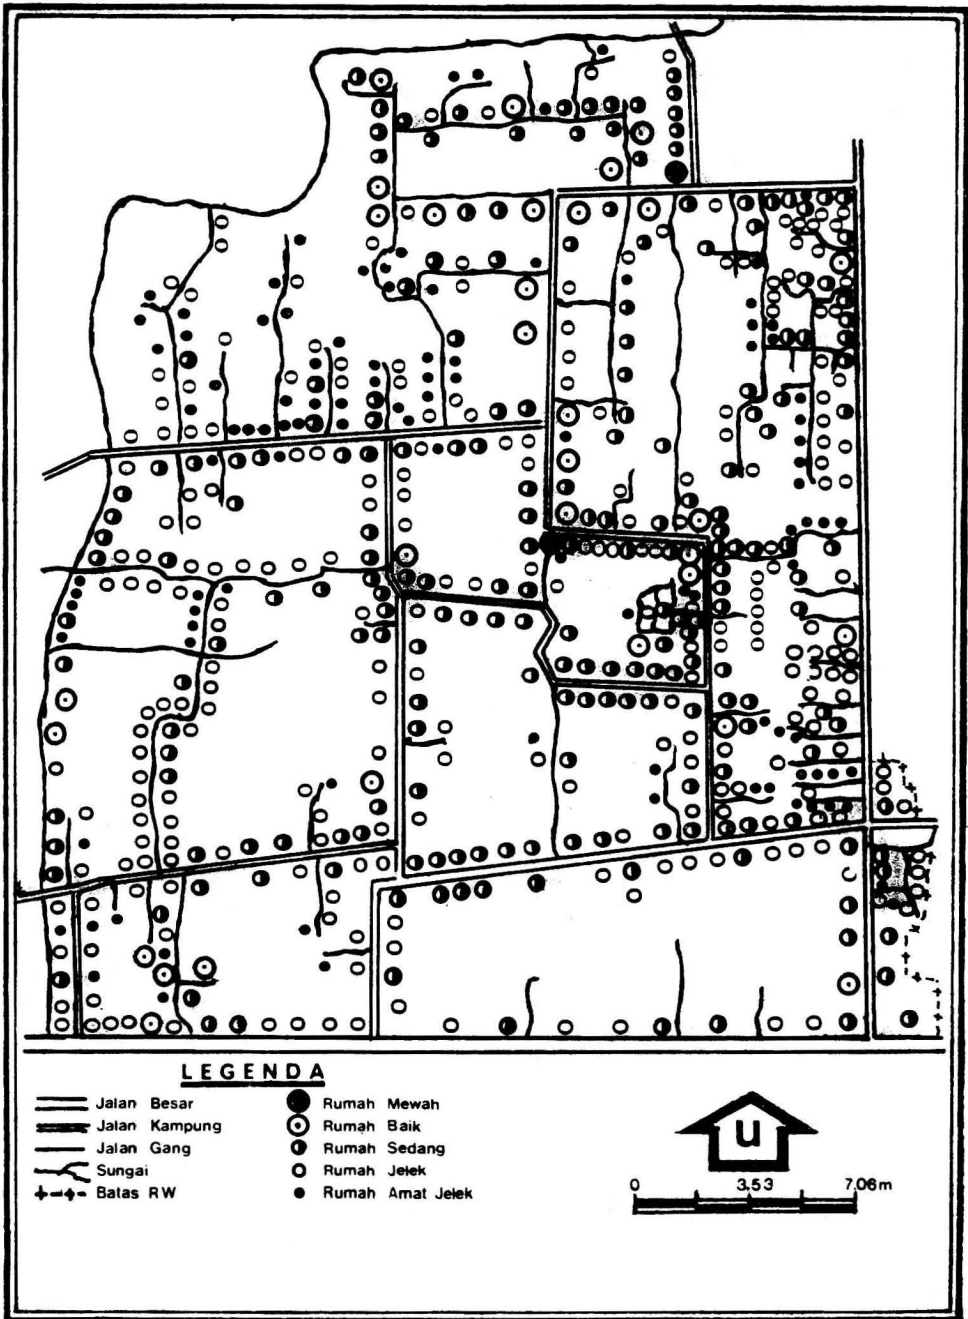 LEGENDA
Jalan Besar
Jalan Kampung
Jalan Gang
Sungai
Batas RW
Rumah Mewah
Rumah Baik
Rumah Sedang
Rumah Jelek
Rumah Amat Jelek
U
0 3.53 7.06m